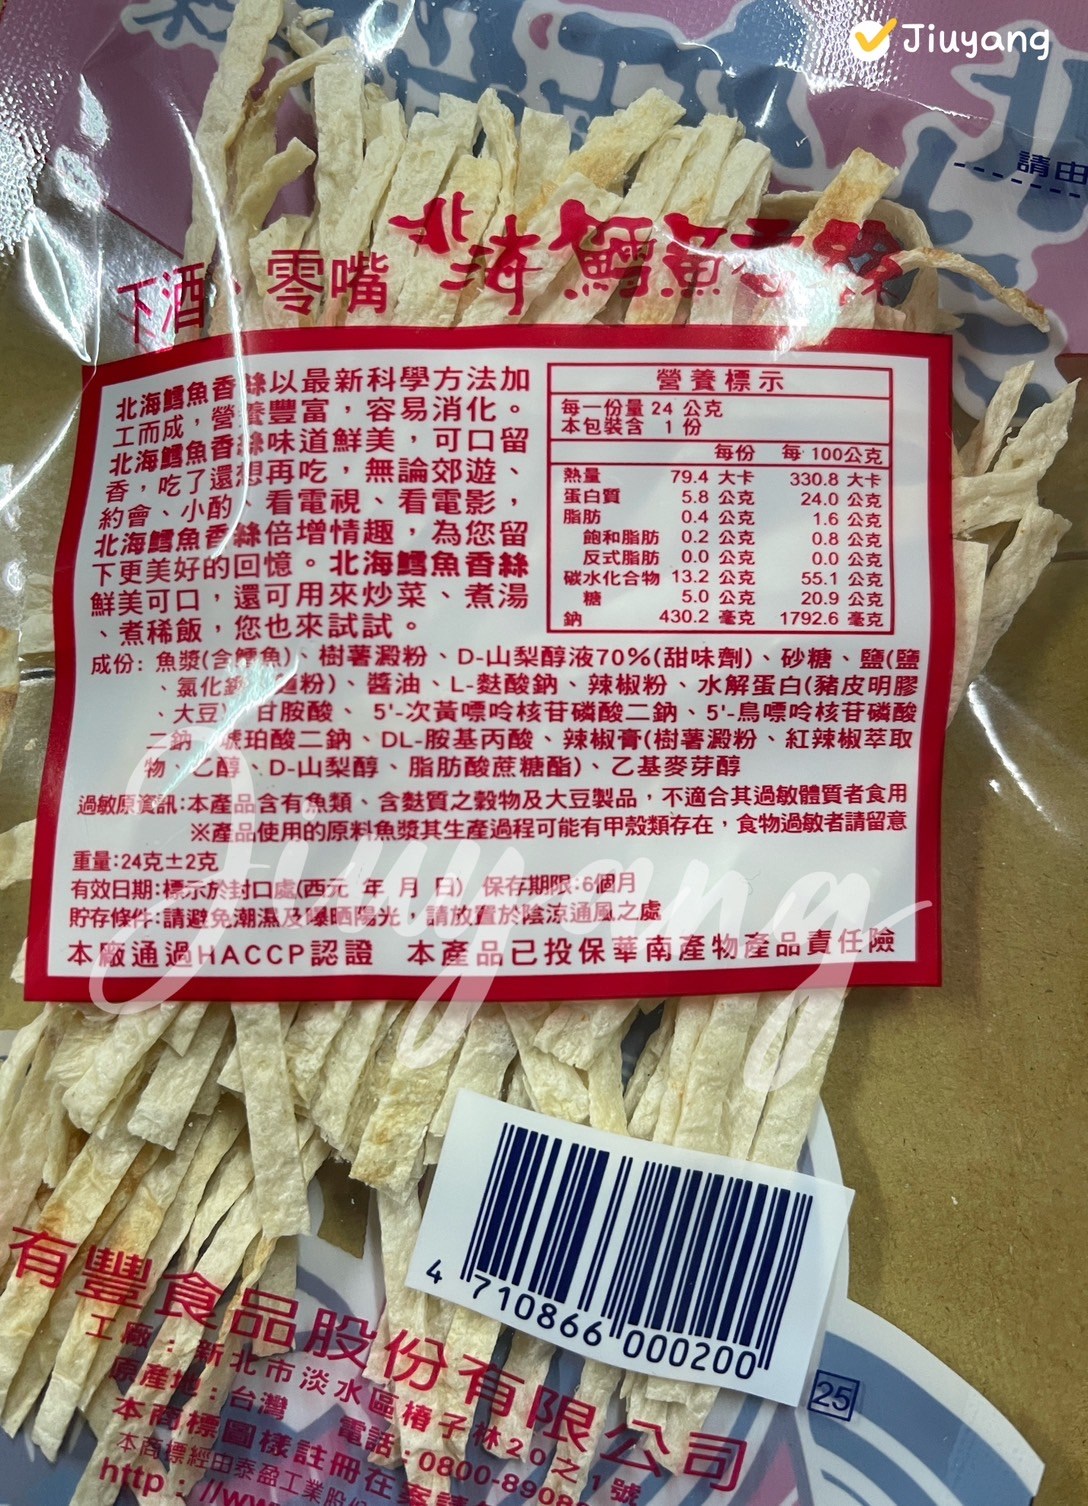 Jiuyang
請由
下酒、零嘴 北海鱈魚香絲
北海鱈魚香絲以最新科學方法加
工而成，營養豐富，容易消化。
北海鱈魚香絲味道鮮美，可口留
香，吃了還想再吃，無論郊遊、
約會、小酌、看電視、看電影，
北海鱈魚香絲倍增情趣，為您留
下更美好的回憶。北海鱈魚香絲
鮮美可口，還可用來炒菜、煮湯
、煮稀飯，您也來試試。
營養標示
每一份量 24 公克
本包裝含 1 份
每份 每 100公克
熱量 79.4 大卡 330.8 大卡
蛋白質 5.8 公克 24.0 公克
脂肪 0.4 公克 1.6 公克
飽和脂肪 0.2 公克 0.8 公克
反式脂肪 0.0 公克 0.0 公克
碳水化合物 13.2 公克 55.1 公克
糖 5.0 公克 20.9 公克
鈉 430.2 毫克 1792.6 毫克
成份: 魚漿(含鱈魚)、樹薯澱粉、D-山梨醇液70%(甜味劑)、砂糖、鹽(鹽
、氯化 粉)、醬油、L-麩酸鈉、辣椒粉、水解蛋白(豬皮明膠
、大豆)、甘胺酸、5'-次黃嘌呤核苷磷酸二鈉、5'-鳥嘌呤核苷磷酸
二鈉、琥珀酸二鈉、DL-胺基丙酸、辣椒膏(樹薯澱粉、紅辣椒萃取
物、乙醇、D-山梨醇、脂肪酸蔗糖酯)、乙基麥芽醇
過敏原資訊:本產品含有魚類、含麩質之穀物及大豆製品，不適合其過敏體質者食用
※產品使用的原料魚漿其生產過程可能有甲殼類存在，食物過敏者請留意
重量:24克±2克
有效日期:標示於封口處(西元 年 月 日) 保存期限:6個月
貯存條件:請避免潮濕及曝晒陽光，請放置於陰涼通風之處
本廠通過HACCP認證 本產品已投保華南產物產品責任險
Jiuyang
4 710866 000200
25
有豐食品股份有限公司
工廠：新北市淡水區椿子林20之1號
原產地：台灣 電話：0800-8908
本商標圖樣註冊在案請
本商標經由泰盈工業股份
http：//ww